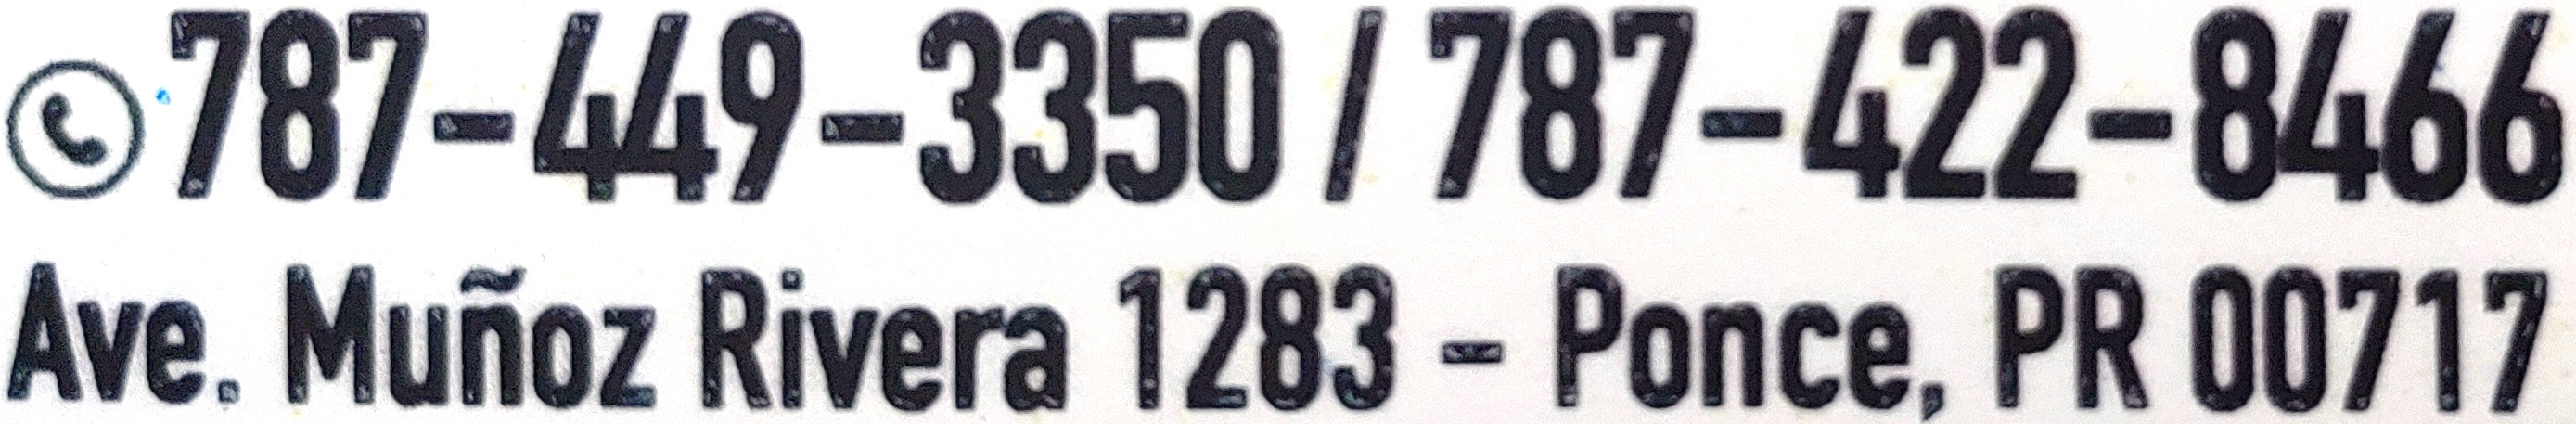 787-449-3350 / 787-422-8466
Ave. Muñoz Rivera 1283 - Ponce, PR 00717